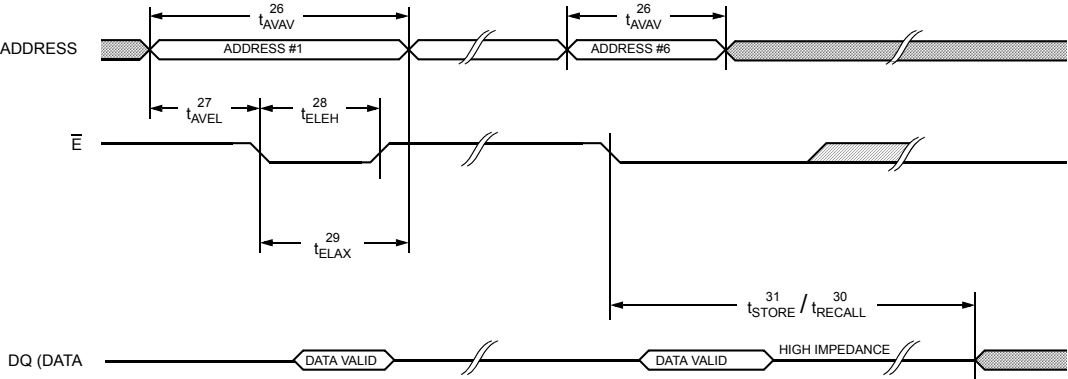 26 26
tAVAV tAVAV
ADDRESS ADDRESS #1 ADDRESS #6
27 28
tAVEL tELEH
E
29
tELAX
31 30
tSTORE / tRECALL
DQ (DATA DATA VALID DATA VALID HIGH IMPEDANCE